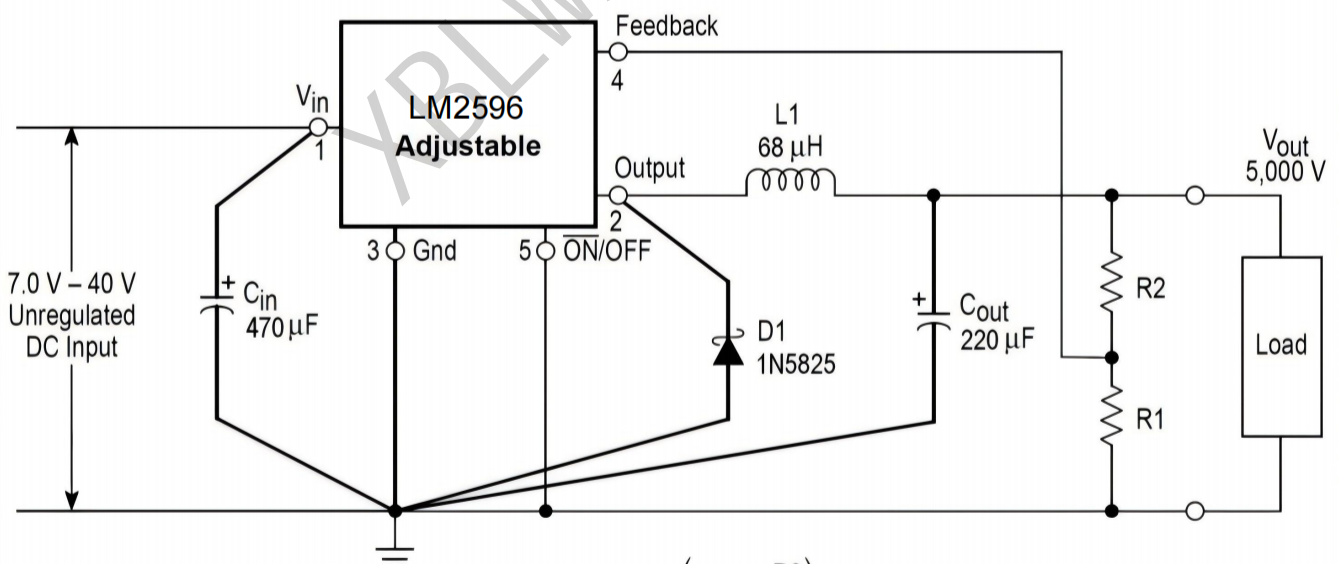 XBLW
Feedback
4
Vin
1
LM2596
Adjustable
Output
2
L1
68 µH
Vout
5,000 V
3 Gnd
5 ON/OFF
7.0 V – 40 V
Unregulated
DC Input
+
Cin
470 µF
D1
1N5825
+
Cout
220 µF
R2
R1
Load